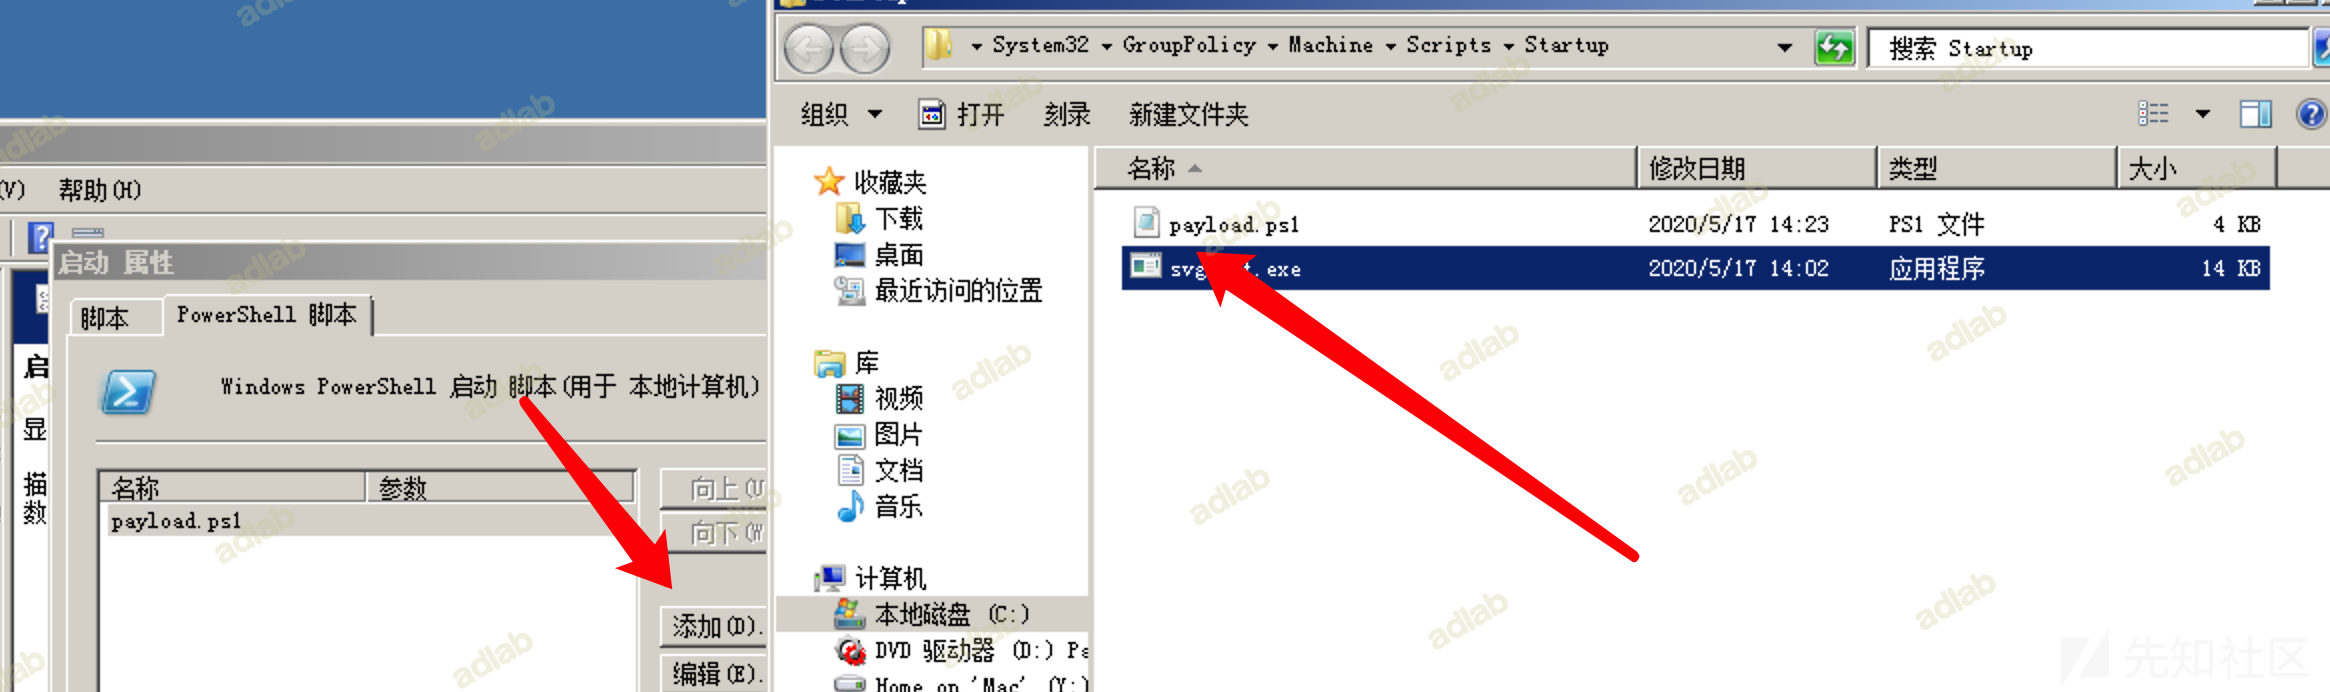 (V) 帮助(H)
启动 属性
脚本
PowerShell 脚本
Windows PowerShell 启动 脚本(用于 本地计算机)
名称
参数
payload.ps1
向上(U
向下(W
添加(D).
编辑(E).
启
显
描
数
System32 GroupPolicy Machine Scripts Startup
搜索 Startup
组织
打开
刻录
新建文件夹
收藏夹
下载
桌面
最近访问的位置
库
视频
图片
文档
音乐
计算机
本地磁盘 (C:)
DVD 驱动器 (D:) Pa
Home on 'Mac' (Y:)
名称
修改日期
类型
大小
payload.ps1
2020/5/17 14:23
PS1 文件
4 KB
.exe
2020/5/17 14:02
应用程序
14 KB
adlab
先知社区